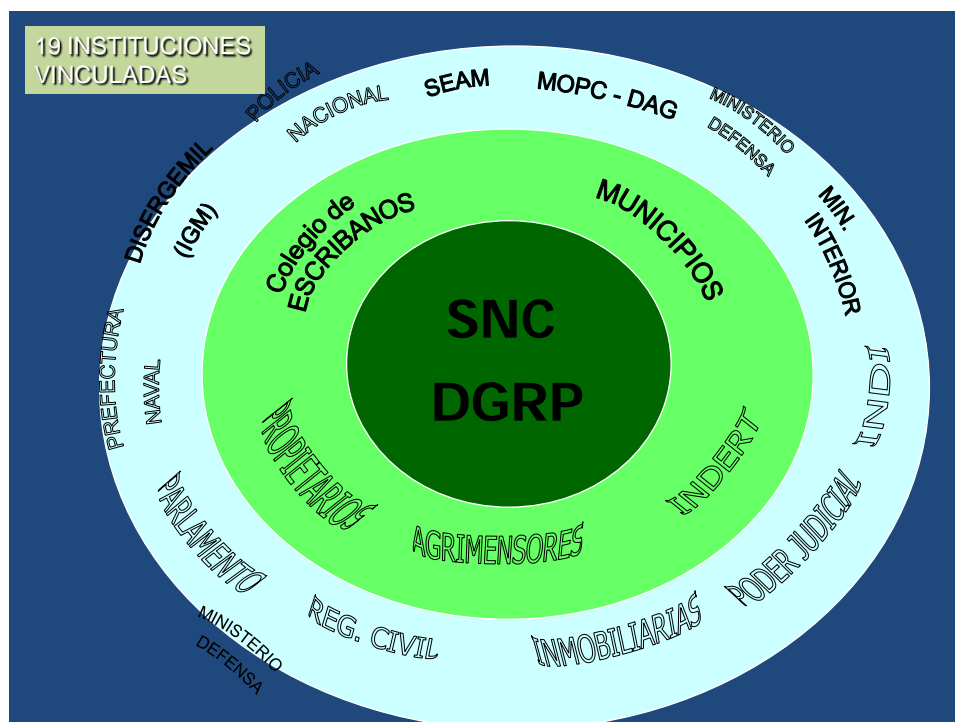 19 INSTITUCIONES
VINCULADAS
POLICIA
NACIONAL
SEAM
MOPC - DAG
MINISTERIO
DEFENSA
DISERGEMIL
(IGM)
Colegio de
ESCRIBANOS
MUNICIPIOS
MIN.
INTERIOR
SNC
DGRP
PREFECTURA
NAVAL
INDI
PROPIETARIOS
AGRIMENSORES
INDERT
PARLAMENTO
PODER JUDICIAL
MINISTERIO
DEFENSA
REG. CIVIL
INMOBILIARIAS